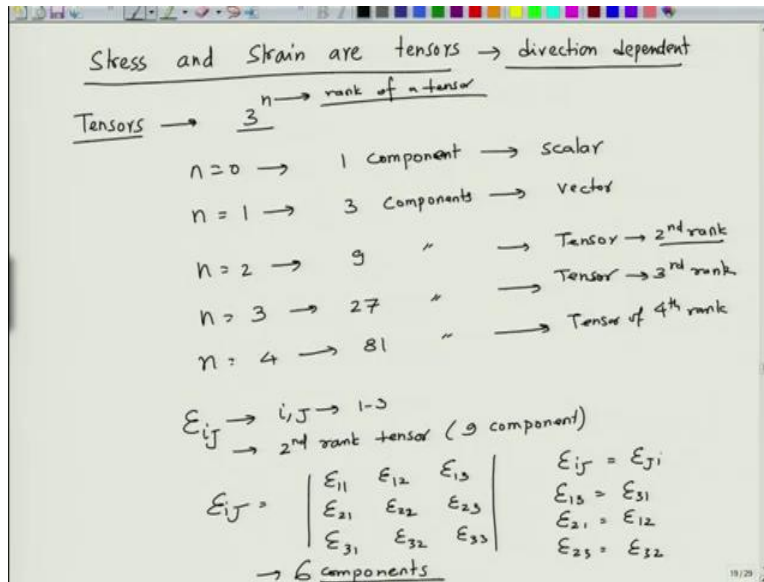 Stress and Strain are tensors → direction dependent
Tensors → 3ⁿ → rank of a tensor
n=0 → 1 component → scalar
n = 1 → 3 components → vector
n = 2 → 9 〃 → Tensor → 2nd rank
n = 3 → 27 〃 → Tensor → 3rd rank
n = 4 → 81 〃 → Tensor of 4th rank
εij → i,j → 1-3
→ 2nd rank tensor (9 component)
εij = | ε11 ε12 ε13 | εij = εji
| ε21 ε22 ε23 | ε13 = ε31
| ε31 ε32 ε33 | ε21 = ε12
ε23 = ε32
→ 6 components
19/29